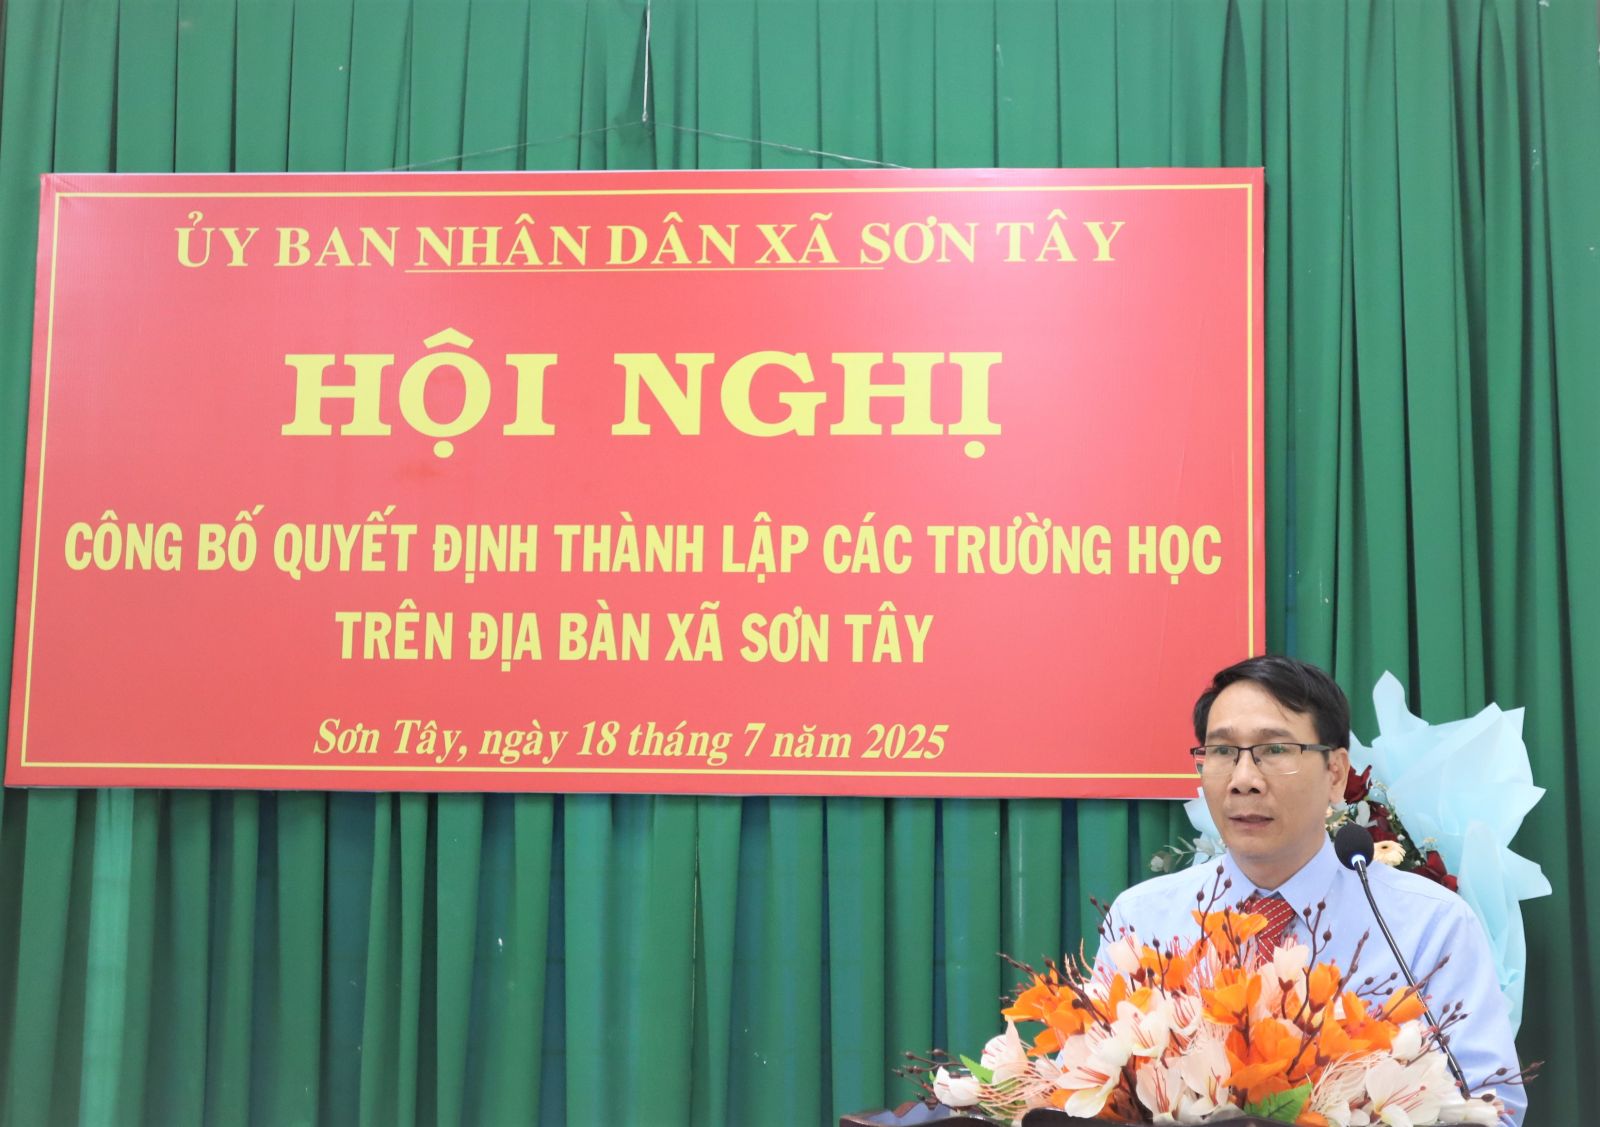 ỦY BAN NHÂN DÂN XÃ SƠN TÂY
HỘI NGHỊ
CÔNG BỐ QUYẾT ĐỊNH THÀNH LẬP CÁC TRƯỜNG HỌC
TRÊN ĐỊA BÀN XÃ SƠN TÂY
Sơn Tây, ngày 18 tháng 7 năm 2025